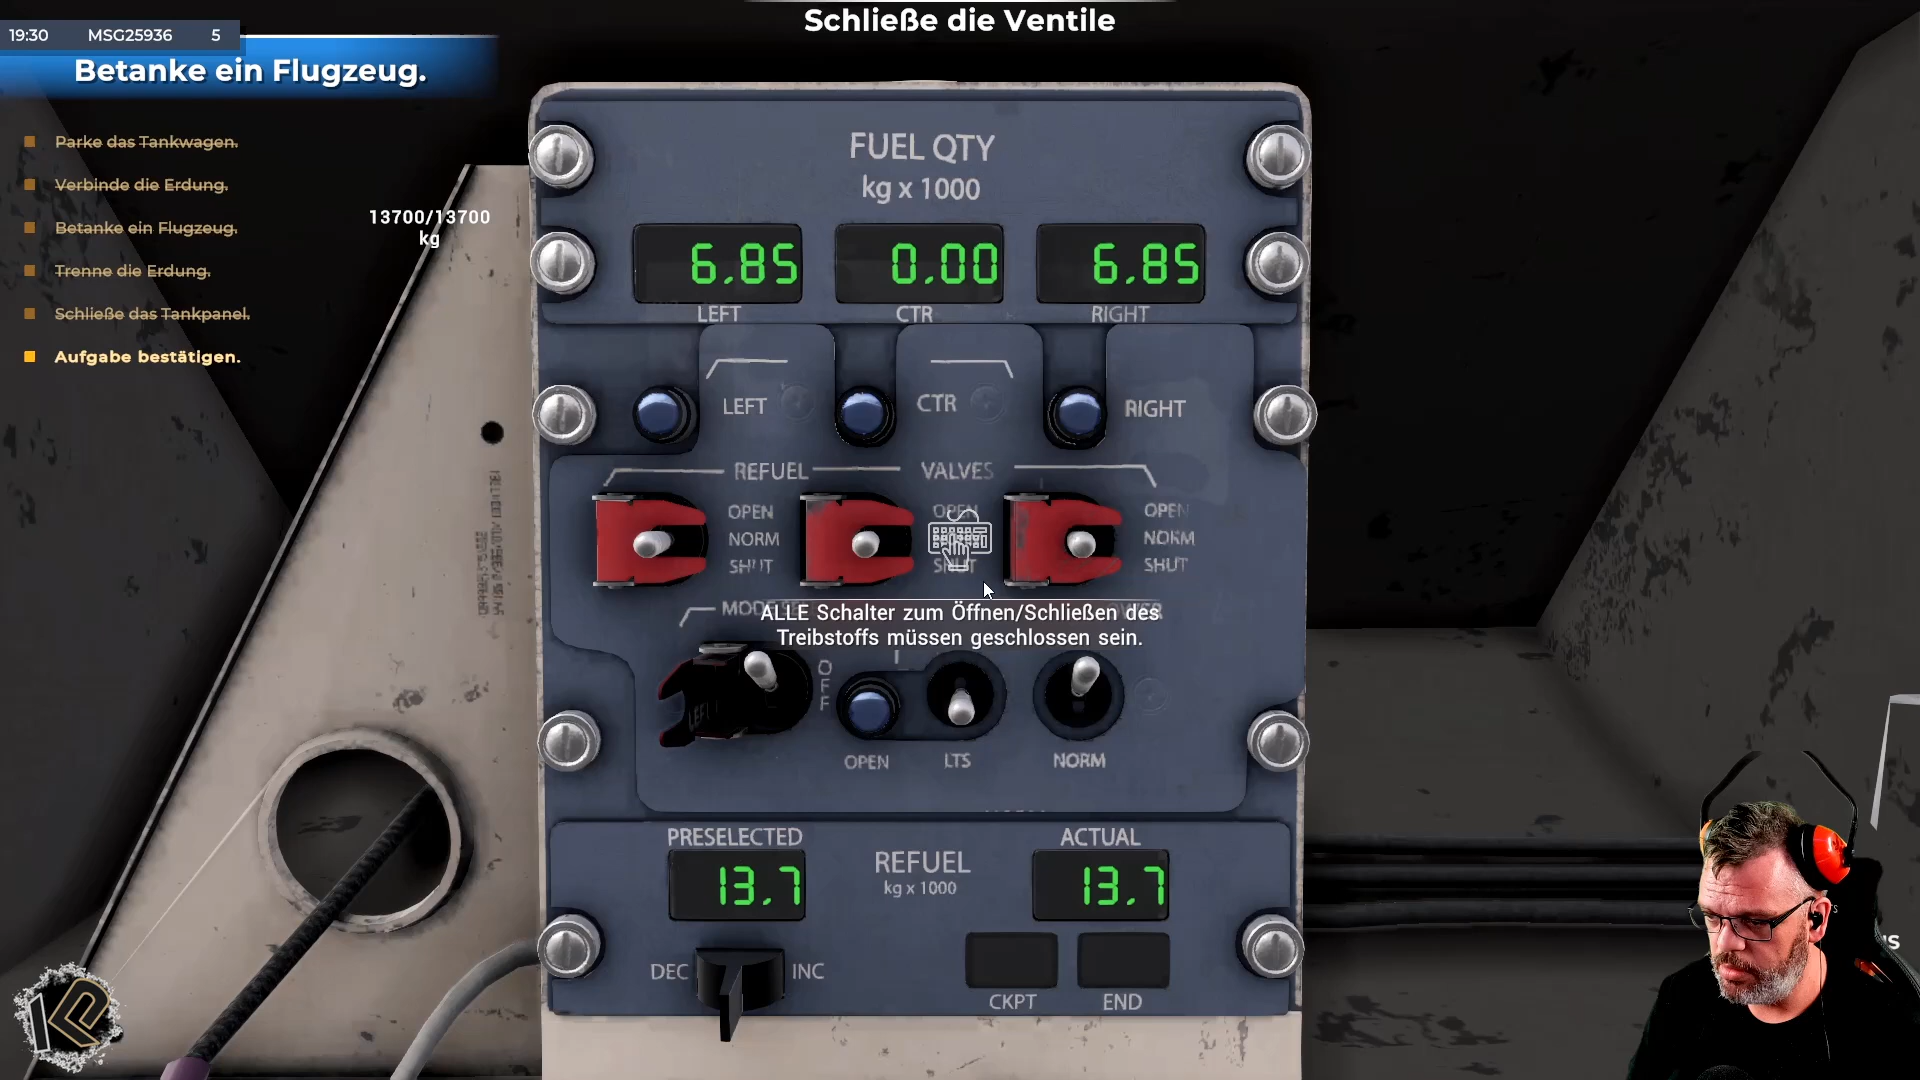 Schließe die Ventile
19:30 MSG25936 5
Betanke ein Flugzeug.
Parke das Tankwagen.
Verbinde die Erdung.
Betanke ein Flugzeug.
Trenne die Erdung.
Schließe das Tankpanel.
Aufgabe bestätigen.
13700/13700
kg
FUEL QTY
kg x 1000
6.85 0.00 6.85
LEFT CTR RIGHT
LEFT CTR RIGHT
REFUEL VALVES
OPEN OPEN OPEN
NORM NORM
SHUT SHUT SHUT
ALLE Schalter zum Öffnen/Schließen des
Treibstoffs müssen geschlossen sein.
OFF
OPEN LTS NORM
PRESELECTED ACTUAL
13.7 REFUEL 13.7
kg x 1000
DEC INC
CKPT END